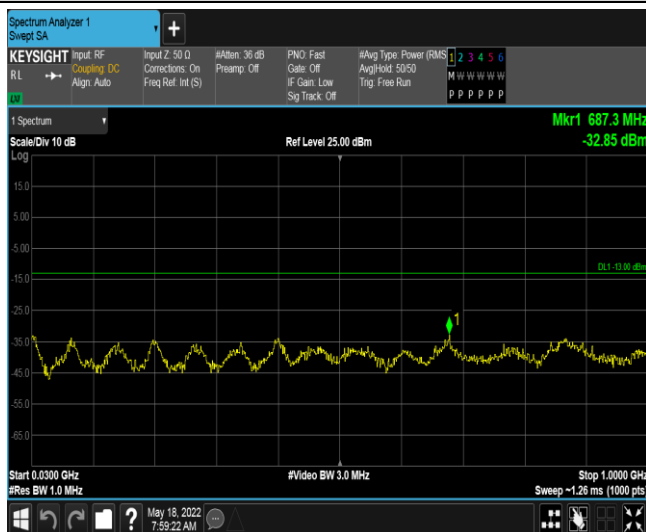 Spectrum Analyzer 1
Swept SA
+
KEYSIGHT
RL
LXI
Input: RF
Coupling: DC
Align: Auto
Input Z: 50 Ω
Corrections: On
Freq Ref: Int (S)
#Atten: 36 dB
Preamp: Off
PNO: Fast
Gate: Off
IF Gain: Low
Sig Track: Off
#Avg Type: Power (RMS
Avg|Hold: 50/50
Trig: Free Run
1 2 3 4 5 6
M W W W W W
P P P P P P
1 Spectrum
Scale/Div 10 dB
Ref Level 25.00 dBm
Mkr1 687.3 MHz
-32.85 dBm
Log
15.0
5.00
-5.00
-15.0
-25.0
-35.0
-45.0
-55.0
-65.0
DL1 -13.00 dBm
1
Start 0.0300 GHz
#Res BW 1.0 MHz
#Video BW 3.0 MHz
Stop 1.0000 GHz
Sweep ~1.26 ms (1000 pts)
?
May 18, 2022
7:59:22 AM